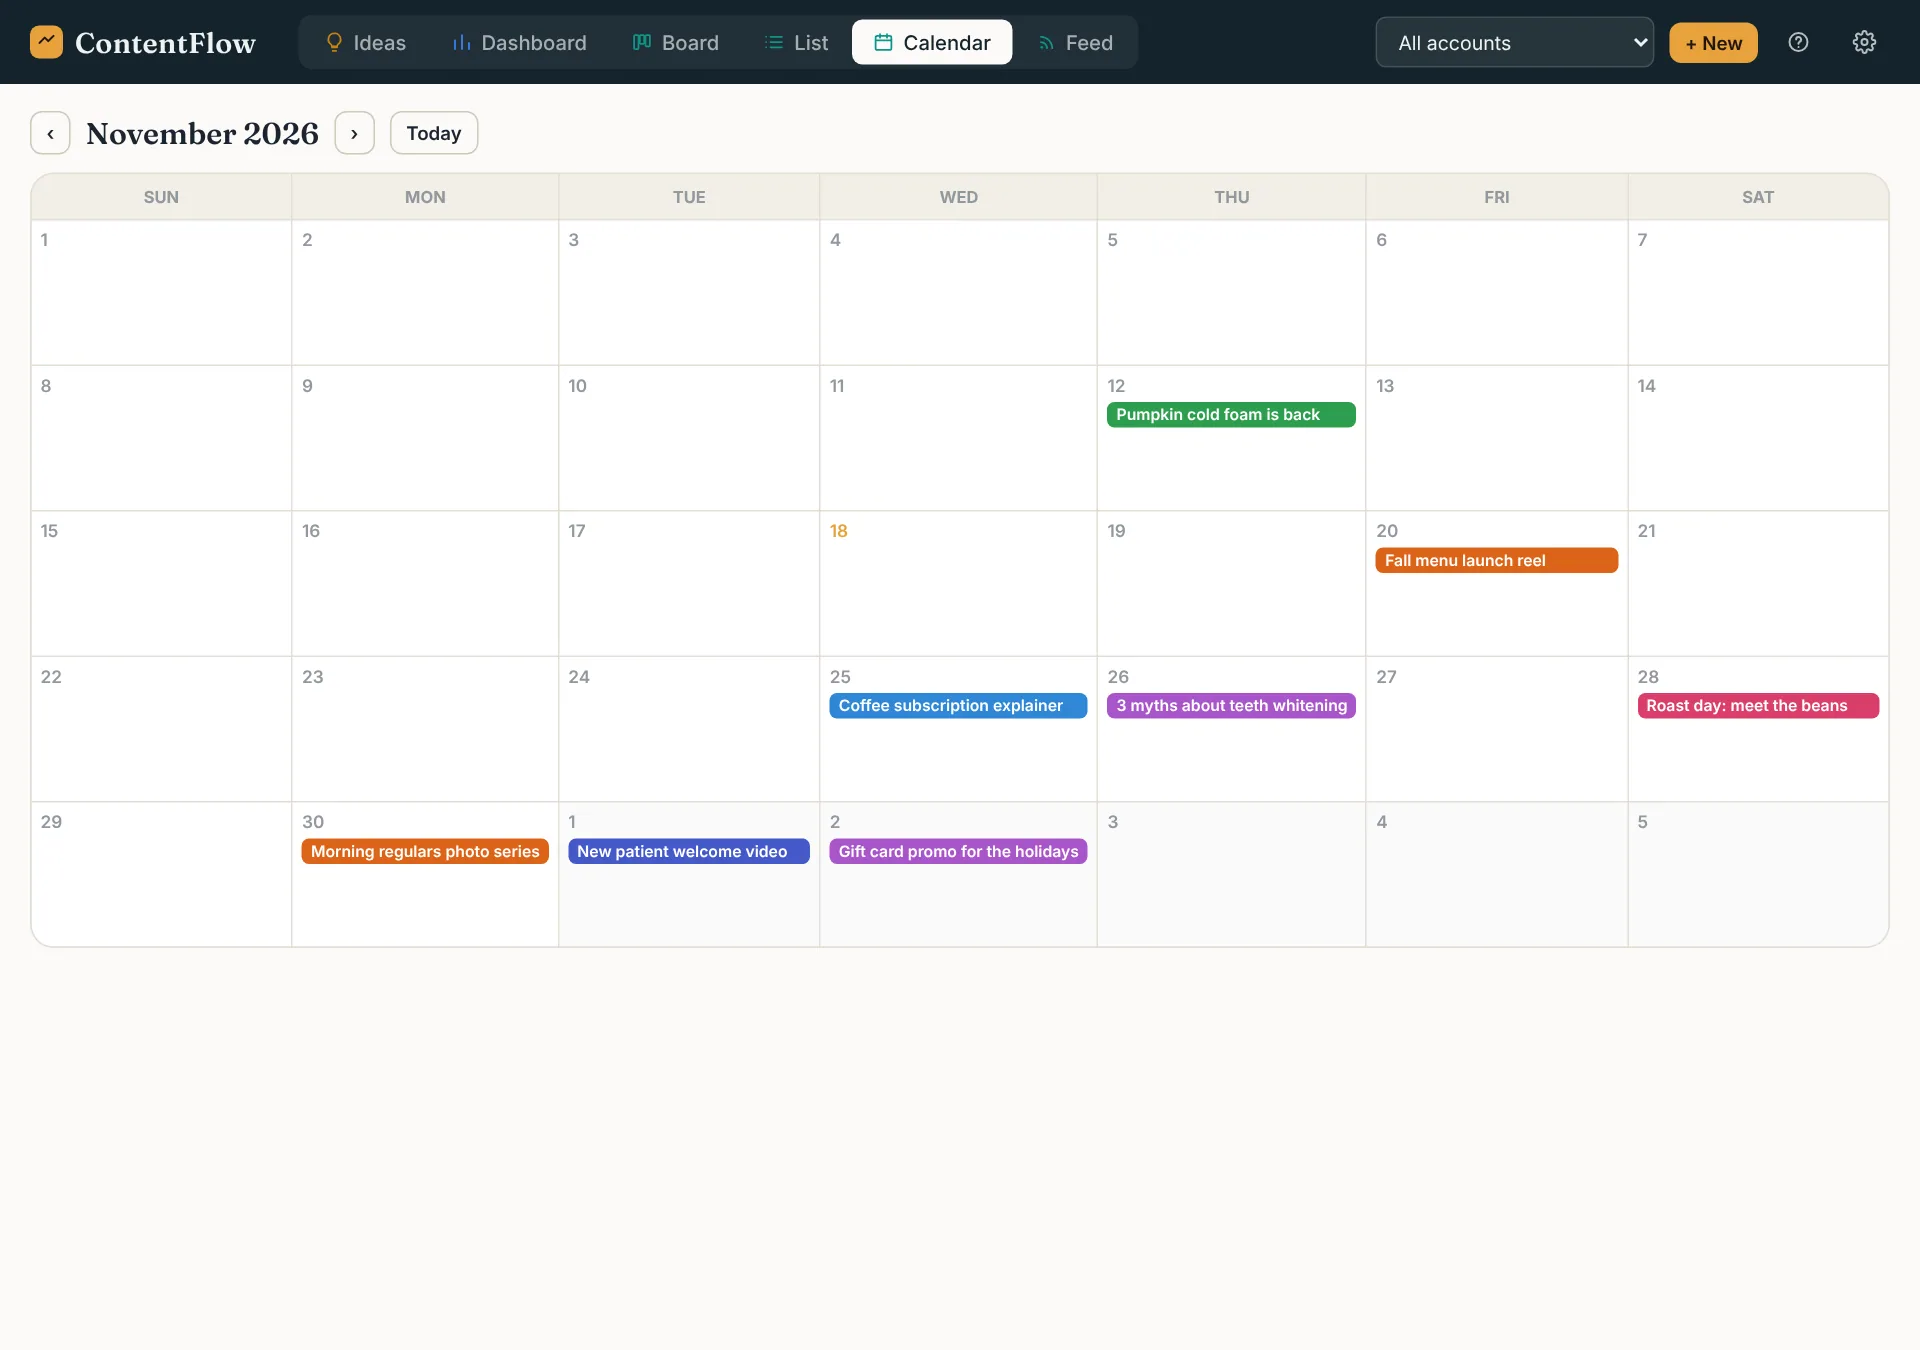 ContentFlow
Ideas
Dashboard
Board
List
Calendar
Feed
All accounts
+ New
‹
November 2026
›
Today
SUN MON TUE WED THU FRI SAT
1 2 3 4 5 6 7
8 9 10 11 12 13 14
Pumpkin cold foam is back
15 16 17 18 19 20 21
Fall menu launch reel
22 23 24 25 26 27 28
Coffee subscription explainer
3 myths about teeth whitening
Roast day: meet the beans
29 30 1 2 3 4 5
Morning regulars photo series
New patient welcome video
Gift card promo for the holidays